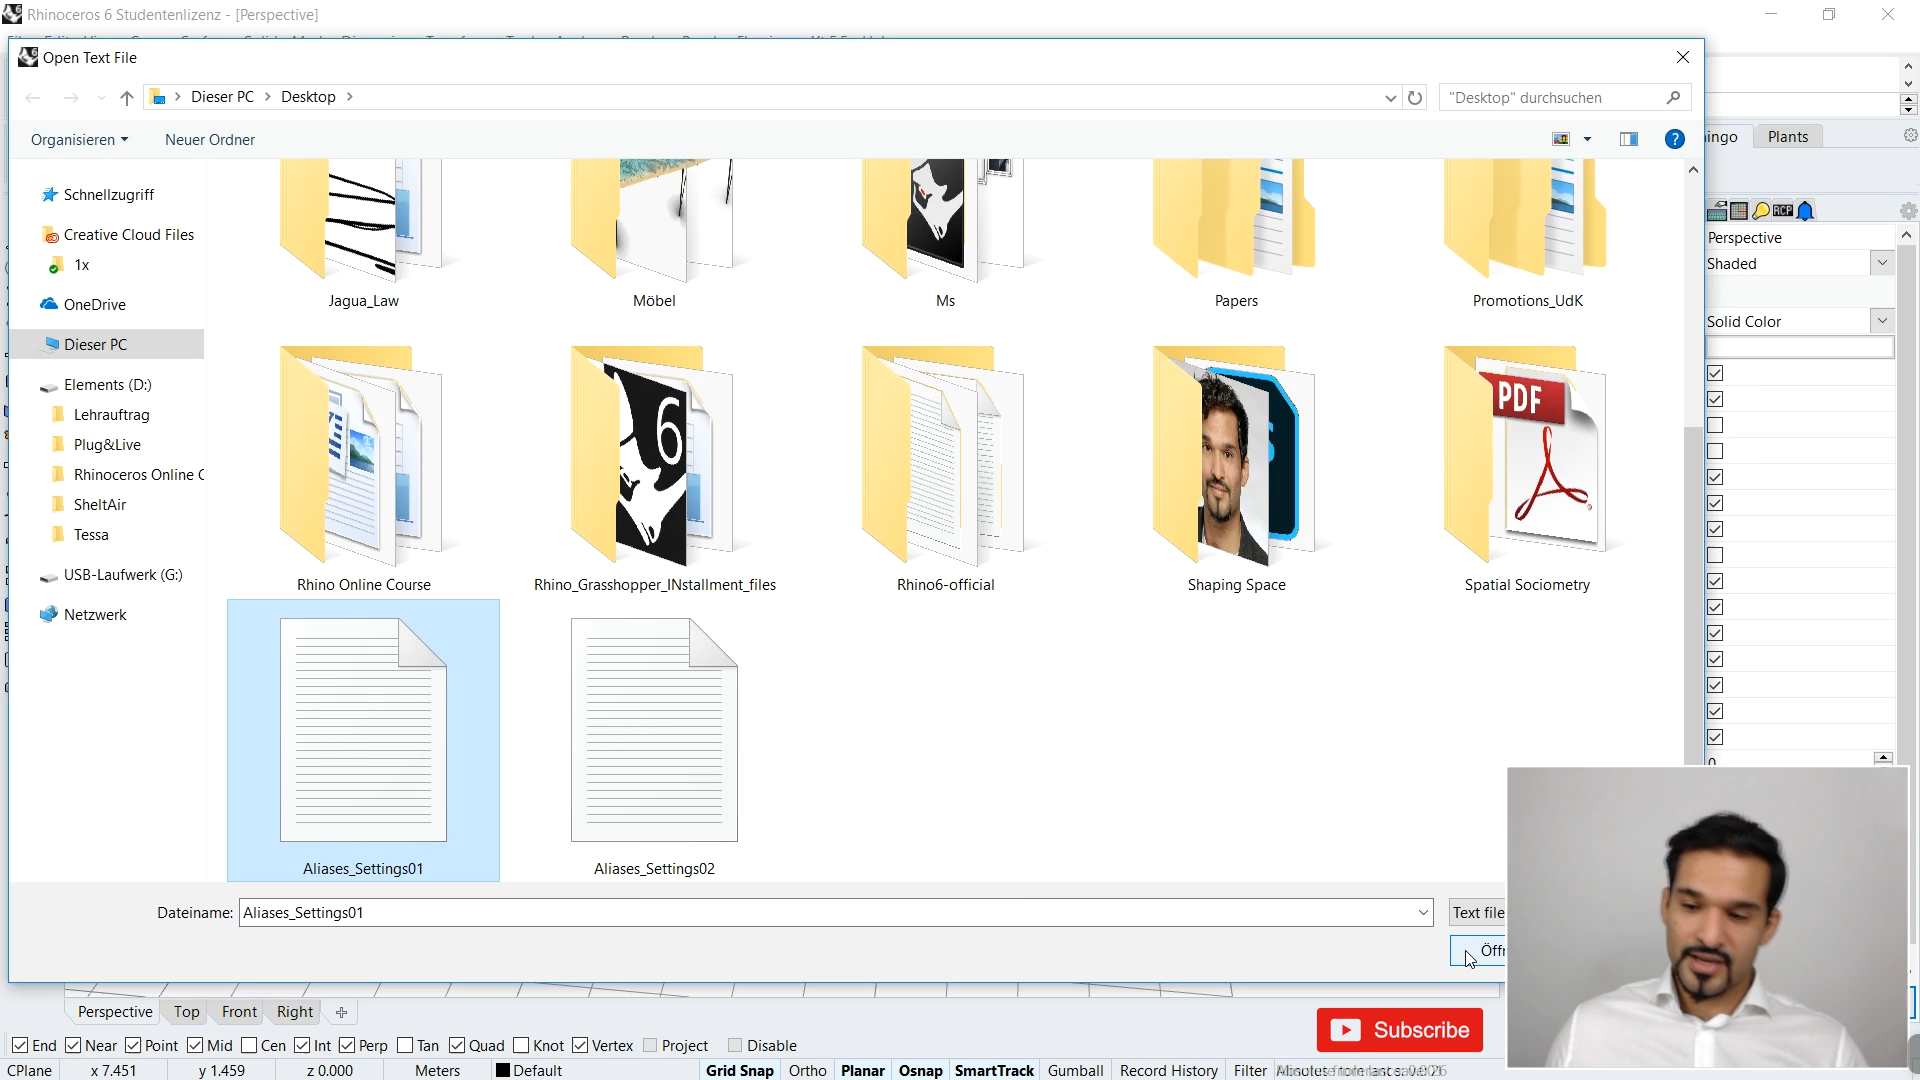 Rhinoceros 6 Studentenlizenz - [Perspective]
Open Text File
Dieser PC
Desktop
"Desktop" durchsuchen
Organisieren
Neuer Ordner
ingo
Plants
Schnellzugriff
Creative Cloud Files
1x
OneDrive
Dieser PC
Elements (D:)
Lehrauftrag
Plug&Live
Rhinoceros Online C
SheltAir
Tessa
USB-Laufwerk (G:)
Netzwerk
Jagua_Law
Möbel
Ms
Papers
Promotions_UdK
Rhino Online Course
Rhino_Grasshopper_INstallment_files
Rhino6-official
Shaping Space
Spatial Sociometry
6
PDF
Aliases_Settings01
Aliases_Settings02
RCP
Perspective
Shaded
Solid Color
Dateiname: Aliases_Settings01
Text file
Öff
Perspective Top Front Right
Subscribe
End Near Point Mid Cen Int Perp Tan Quad Knot Vertex Project Disable
CPlane x 7.451 y 1.459 z 0.000 Meters Default Grid Snap Ortho Planar Osnap SmartTrack Gumball Record History Filter